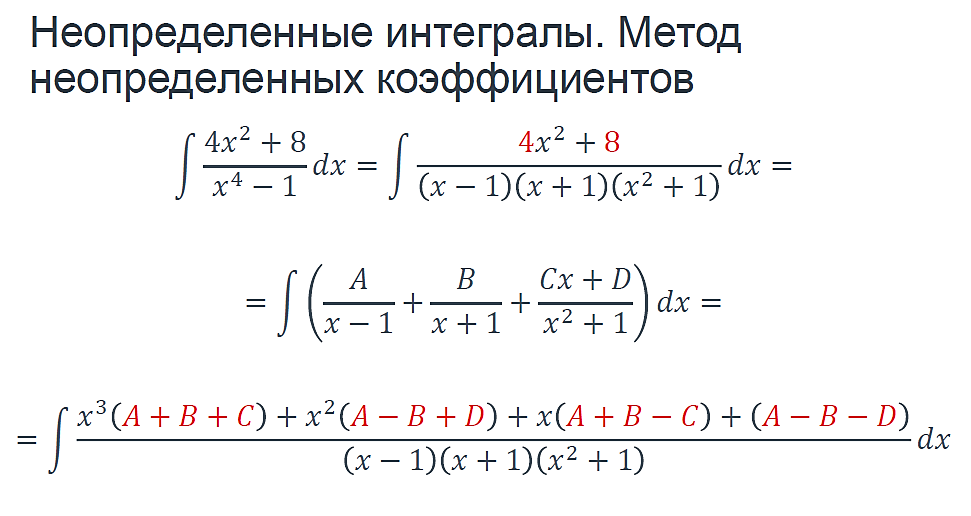 Неопределенные интегралы. Метод
неопределенных коэффициентов
∫ (4x² + 8)/(x⁴ − 1) dx = ∫ (4x² + 8)/((x − 1)(x + 1)(x² + 1)) dx =
= ∫ (A/(x − 1) + B/(x + 1) + (Cx + D)/(x² + 1)) dx =
= ∫ (x³(A + B + C) + x²(A − B + D) + x(A + B − C) + (A − B − D))/((x − 1)(x + 1)(x² + 1)) dx